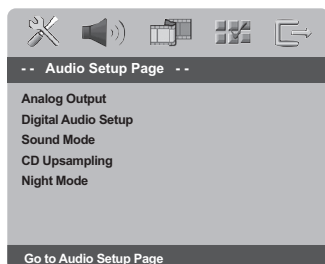 - -  Audio Setup Page  - -
Analog Output
Digital Audio Setup
Sound Mode
CD Upsampling
Night Mode
Go to Audio Setup Page